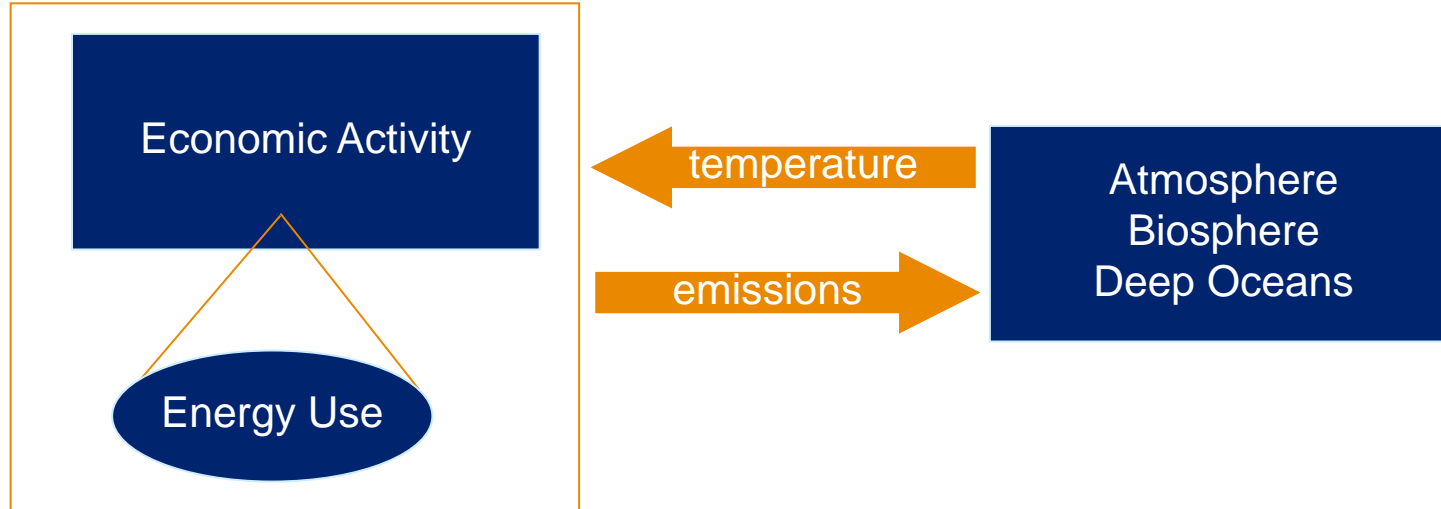 Economic Activity
Energy Use
temperature
emissions
Atmosphere
Biosphere
Deep Oceans